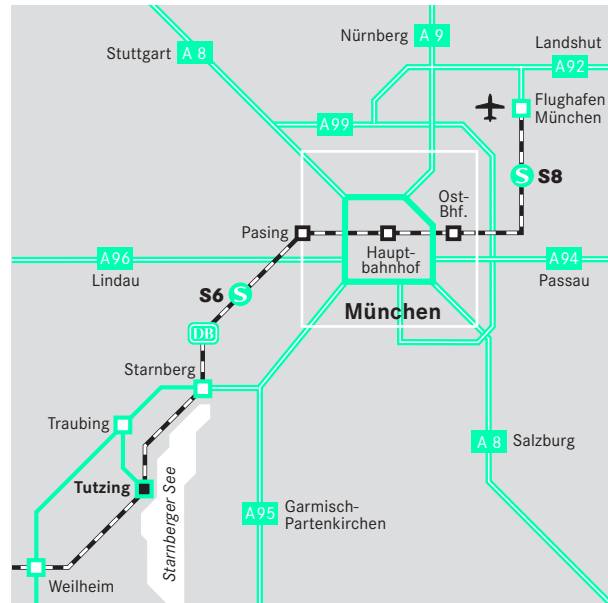 Nürnberg
A 9
Stuttgart
A 8
Landshut
A92
Flughafen
München
A99
S
S8
Ost-
Bhf.
Pasing
Haupt-
bahnhof
A96
Lindau
A94
Passau
S6
S
München
DB
Starnberg
Traubing
A 8
Salzburg
Tutzing
Starnberger See
A95
Garmisch-
Partenkirchen
Weilheim